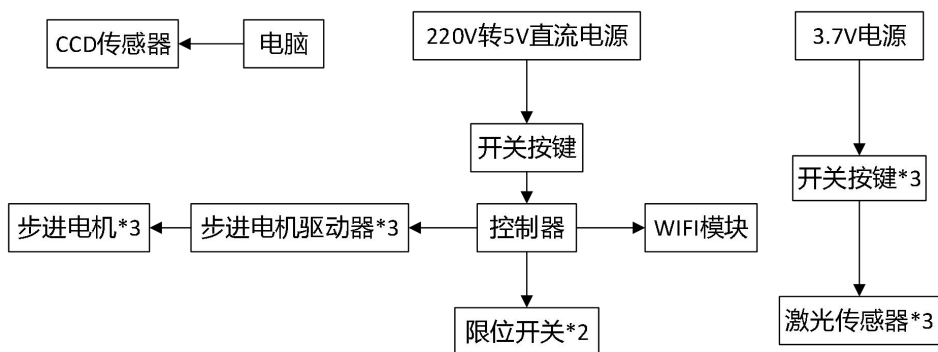 220V转5V直流电源
3.7V电源
CCD传感器
电脑
开关按键
开关按键*3
步进电机*3
步进电机驱动器*3
控制器
WIFI模块
限位开关*2
激光传感器*3